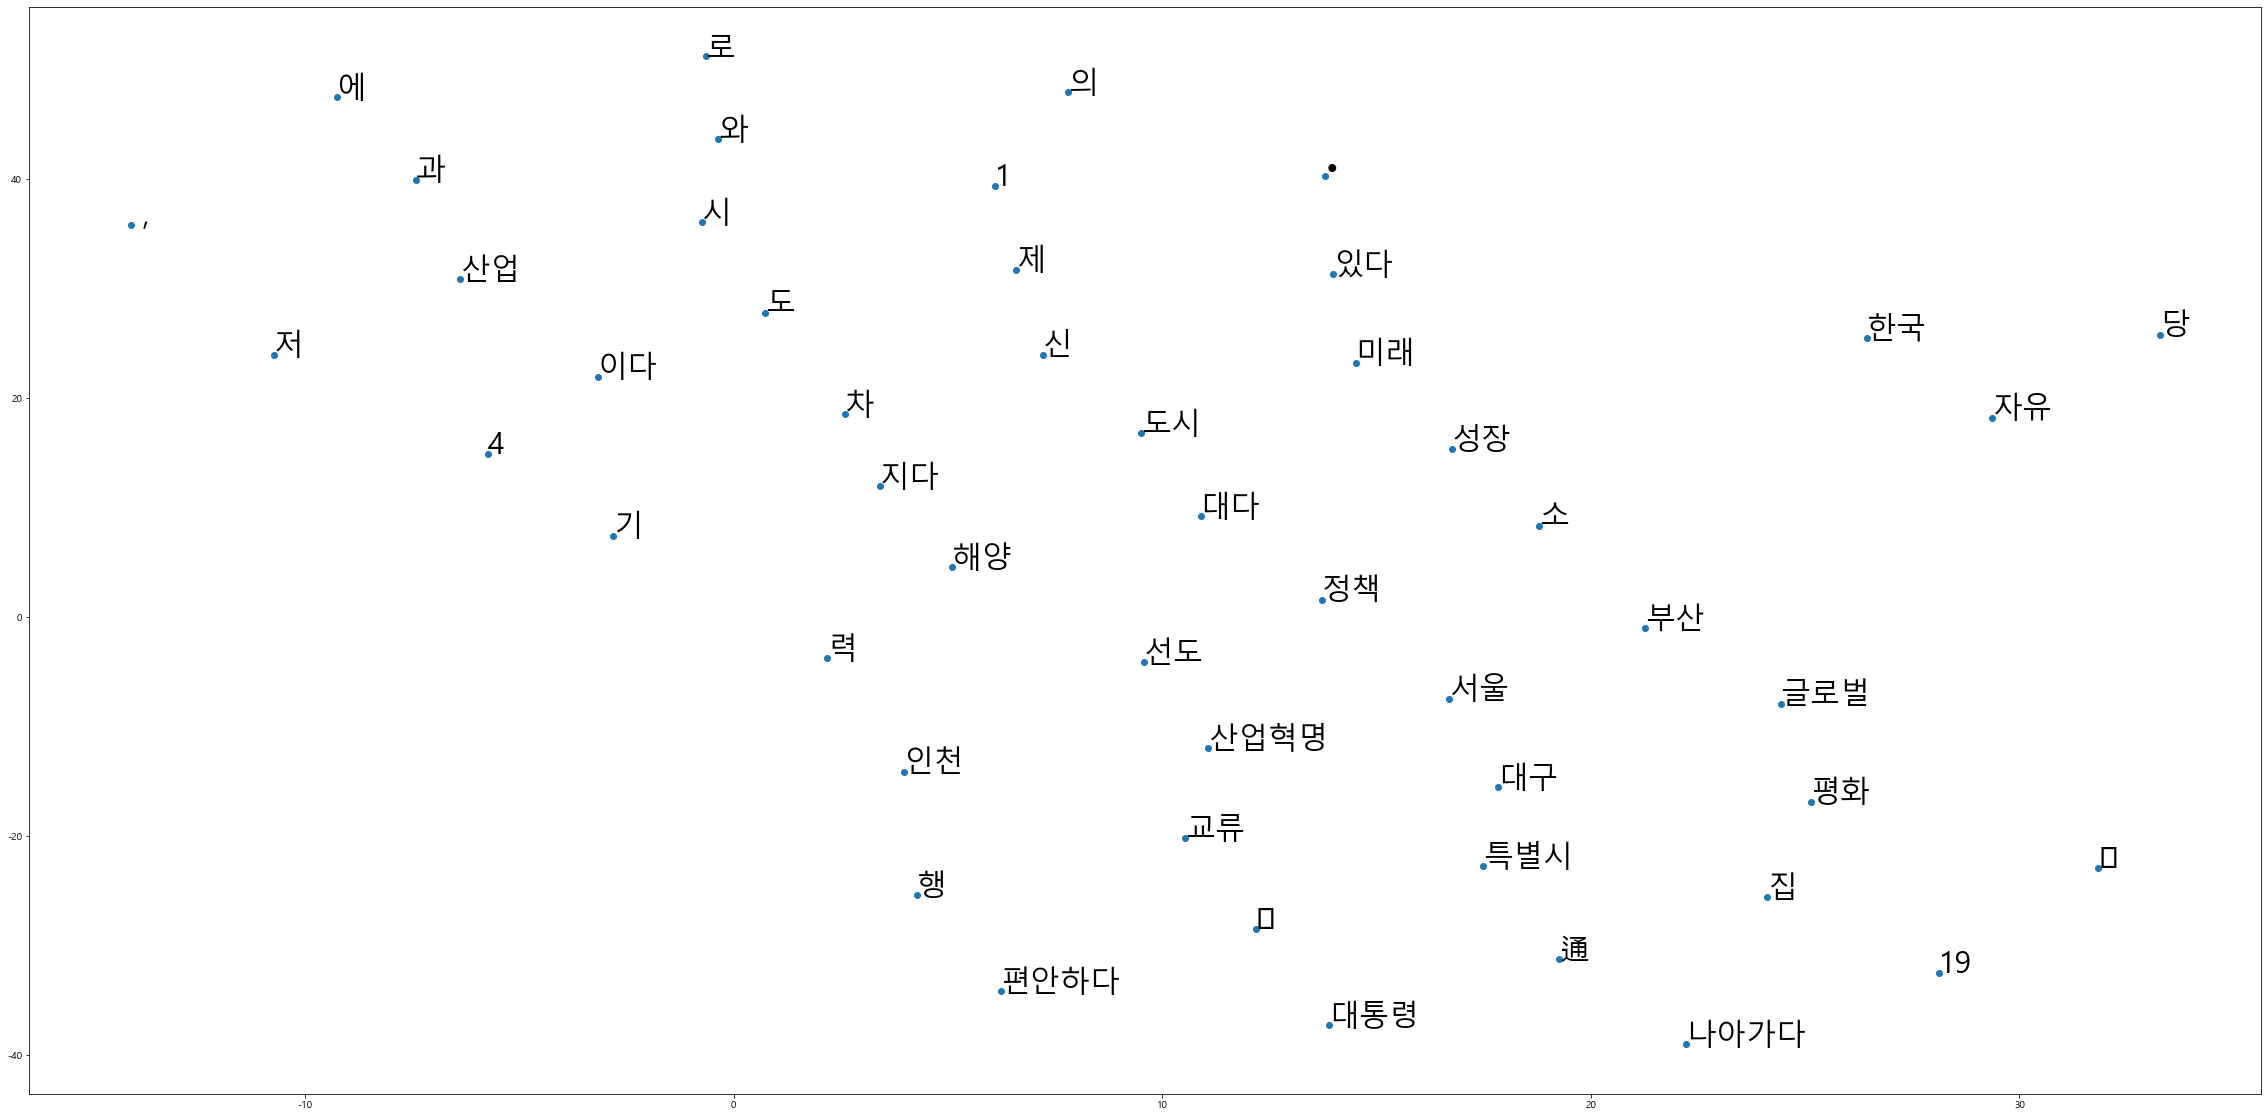 로
에
의
와
과
1
•
40
시
,
제
있다
산업
도
당
한국
저
신
미래
이다
20
차
자유
도시
4
성장
지다
대다
소
기
해양
정책
0
부산
력
선도
서울
글로벌
산업혁명
인천
대구
평화
-20
교류
특별시
행
집
通
19
편안하다
대통령
나아가다
-40
-10
0
10
20
30